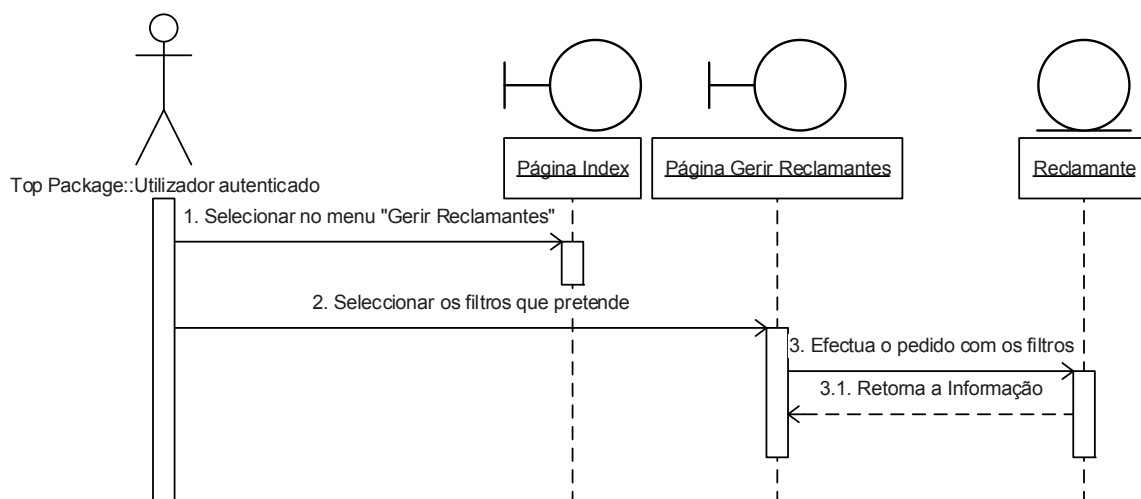 Top Package::Utilizador autenticado
Página Index
Página Gerir Reclamantes
Reclamante
1. Selecionar no menu "Gerir Reclamantes"
2. Seleccionar os filtros que pretende
3. Efectua o pedido com os filtros
3.1. Retorna a Informação